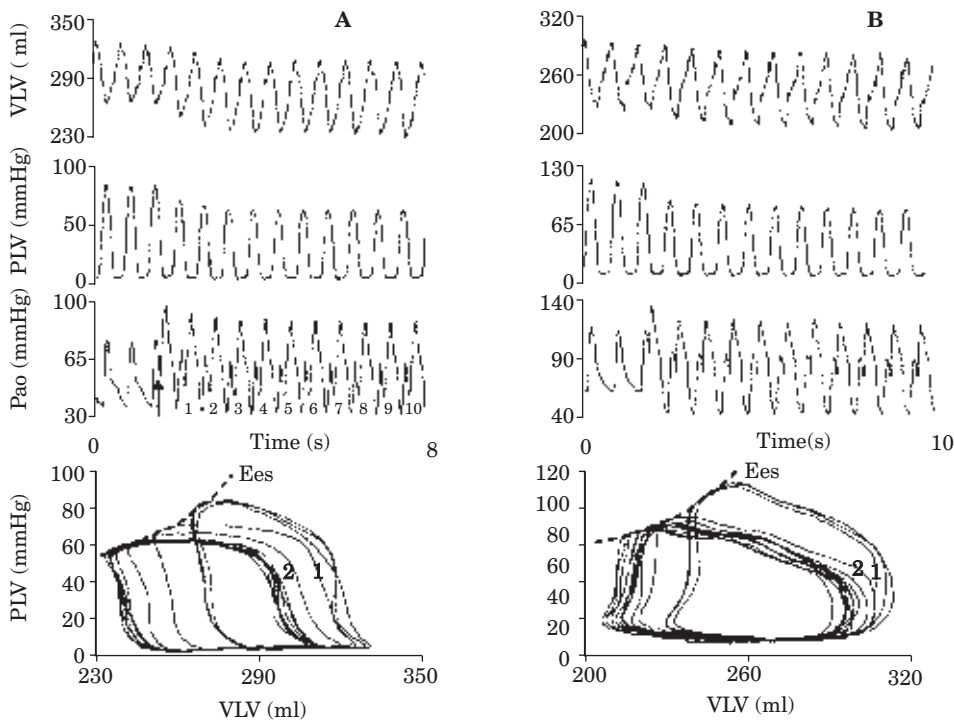 A
VLV ( ml)
350
290
230
PLV (mmHg)
100
50
0
Pao (mmHg)
100
65
30
1 2 3 4 5 6 7 8 9 10
0 Time (s) 8
PLV (mmHg)
100
80
60
40
20
0
Ees
2 1
230 290 350
VLV (ml)
B
320
260
200
130
65
0
140
90
40
0 Time(s) 10
120
100
80
60
40
20
0
Ees
2 1
200 260 320
VLV (ml)